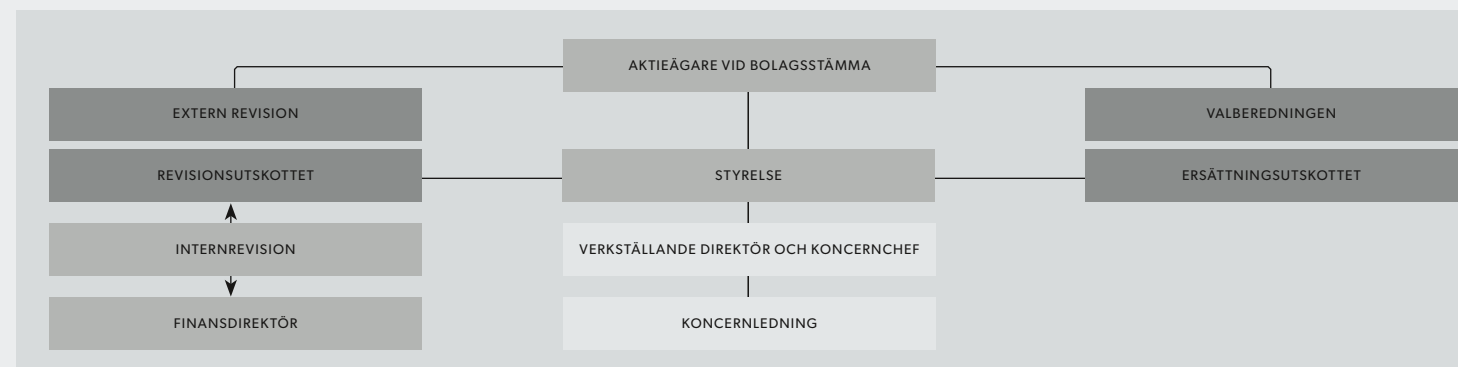 AKTIEÄGARE VID BOLAGSSTÄMMA
EXTERN REVISION
VALBEREDNINGEN
REVISIONSUTSKOTTET
STYRELSE
ERSÄTTNINGSUTSKOTTET
INTERNREVISION
VERKSTÄLLANDE DIREKTÖR OCH KONCERNCHEF
FINANSDIREKTÖR
KONCERNLEDNING